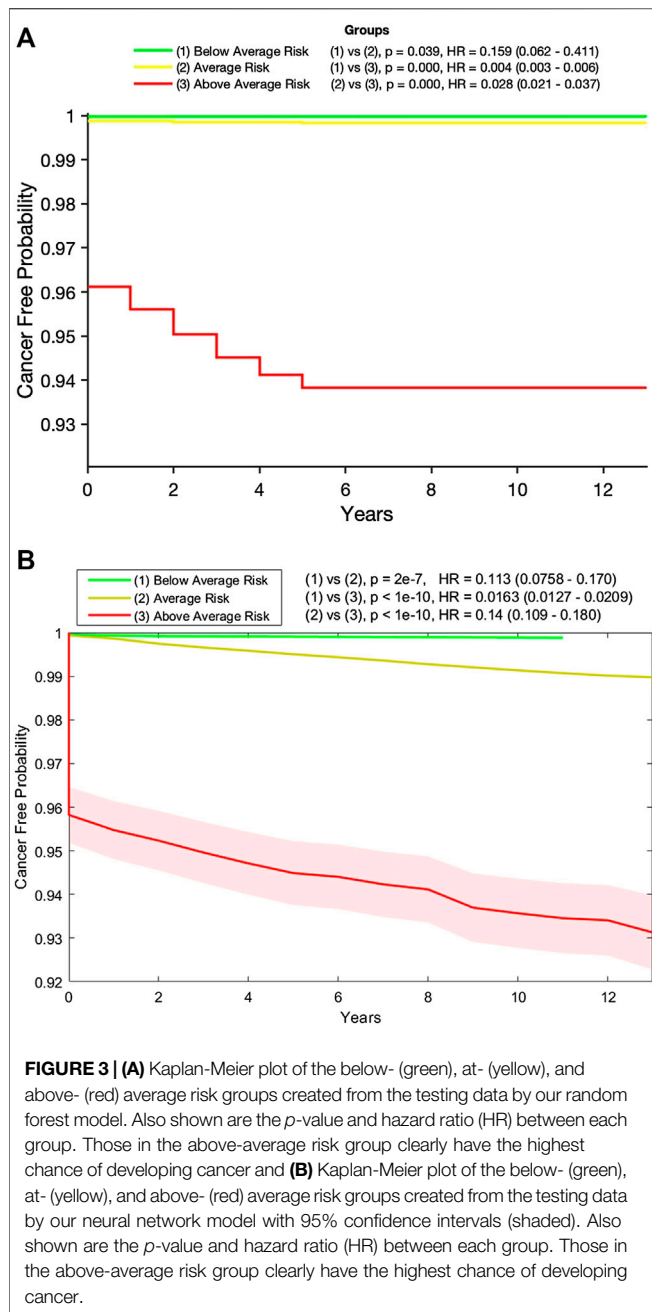 A
Groups
(1) Below Average Risk (1) vs (2), p = 0.039, HR = 0.159 (0.062 - 0.411)
(2) Average Risk (1) vs (3), p = 0.000, HR = 0.004 (0.003 - 0.006)
(3) Above Average Risk (2) vs (3), p = 0.000, HR = 0.028 (0.021 - 0.037)
1
0.99
0.98
0.97
0.96
0.95
0.94
0.93
Cancer Free Probability
0 2 4 6 8 10 12
Years
B
(1) Below Average Risk (1) vs (2), p = 2e-7, HR = 0.113 (0.0758 - 0.170)
(2) Average Risk (1) vs (3), p < 1e-10, HR = 0.0163 (0.0127 - 0.0209)
(3) Above Average Risk (2) vs (3), p < 1e-10, HR = 0.14 (0.109 - 0.180)
1
0.99
0.98
0.97
0.96
0.95
0.94
0.93
0.92
Cancer Free Probability
0 2 4 6 8 10 12
Years
FIGURE 3 | (A) Kaplan-Meier plot of the below- (green), at- (yellow), and
above- (red) average risk groups created from the testing data by our random
forest model. Also shown are the p-value and hazard ratio (HR) between each
group. Those in the above-average risk group clearly have the highest
chance of developing cancer and (B) Kaplan-Meier plot of the below- (green),
at- (yellow), and above- (red) average risk groups created from the testing data
by our neural network model with 95% confidence intervals (shaded). Also
shown are the p-value and hazard ratio (HR) between each group. Those in
the above-average risk group clearly have the highest chance of developing
cancer.